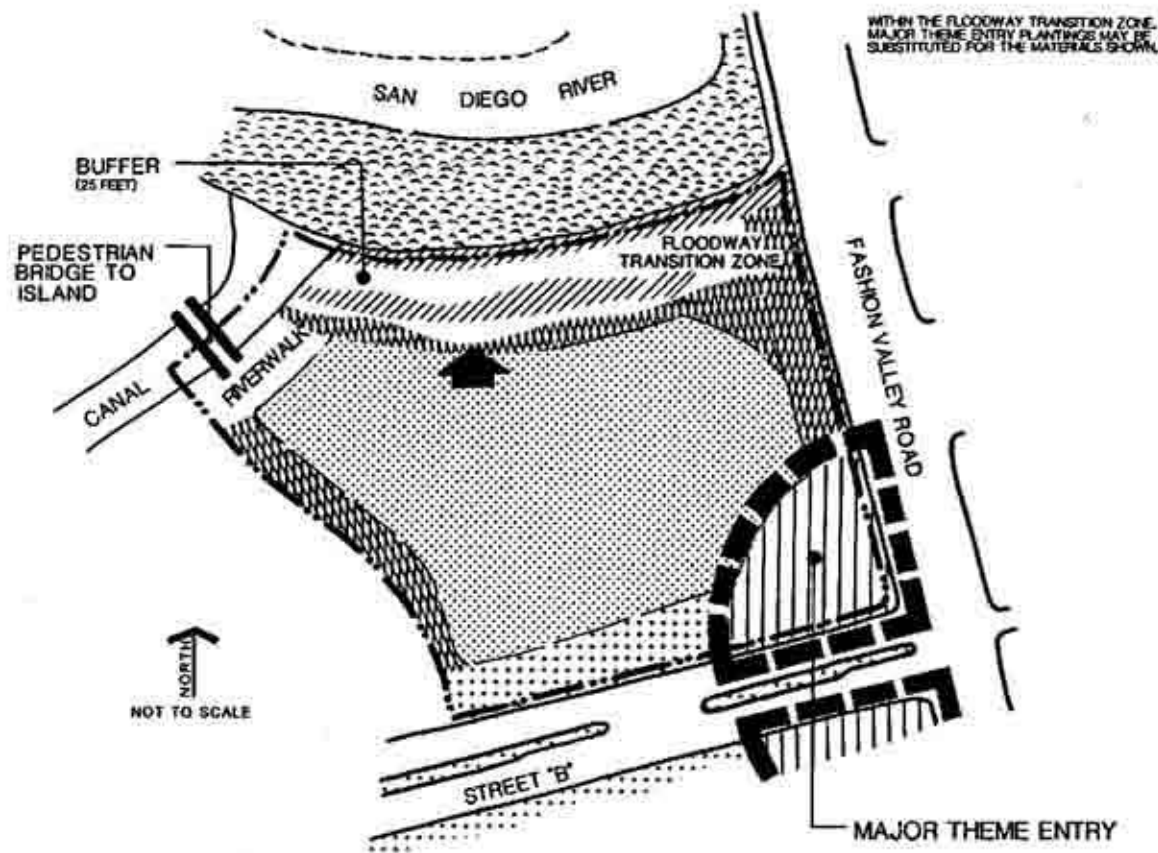 WITHIN THE FLOODWAY TRANSITION ZONE,
MAJOR THEME ENTRY PLANTINGS MAY BE
SUBSTITUTED FOR THE MATERIALS SHOWN.
SAN DIEGO RIVER
BUFFER
(25 FEET)
PEDESTRIAN
BRIDGE TO
ISLAND
FLOODWAY
TRANSITION ZONE
FASHION VALLEY ROAD
RIVERWALK
CANAL
NORTH
NOT TO SCALE
STREET "B"
MAJOR THEME ENTRY